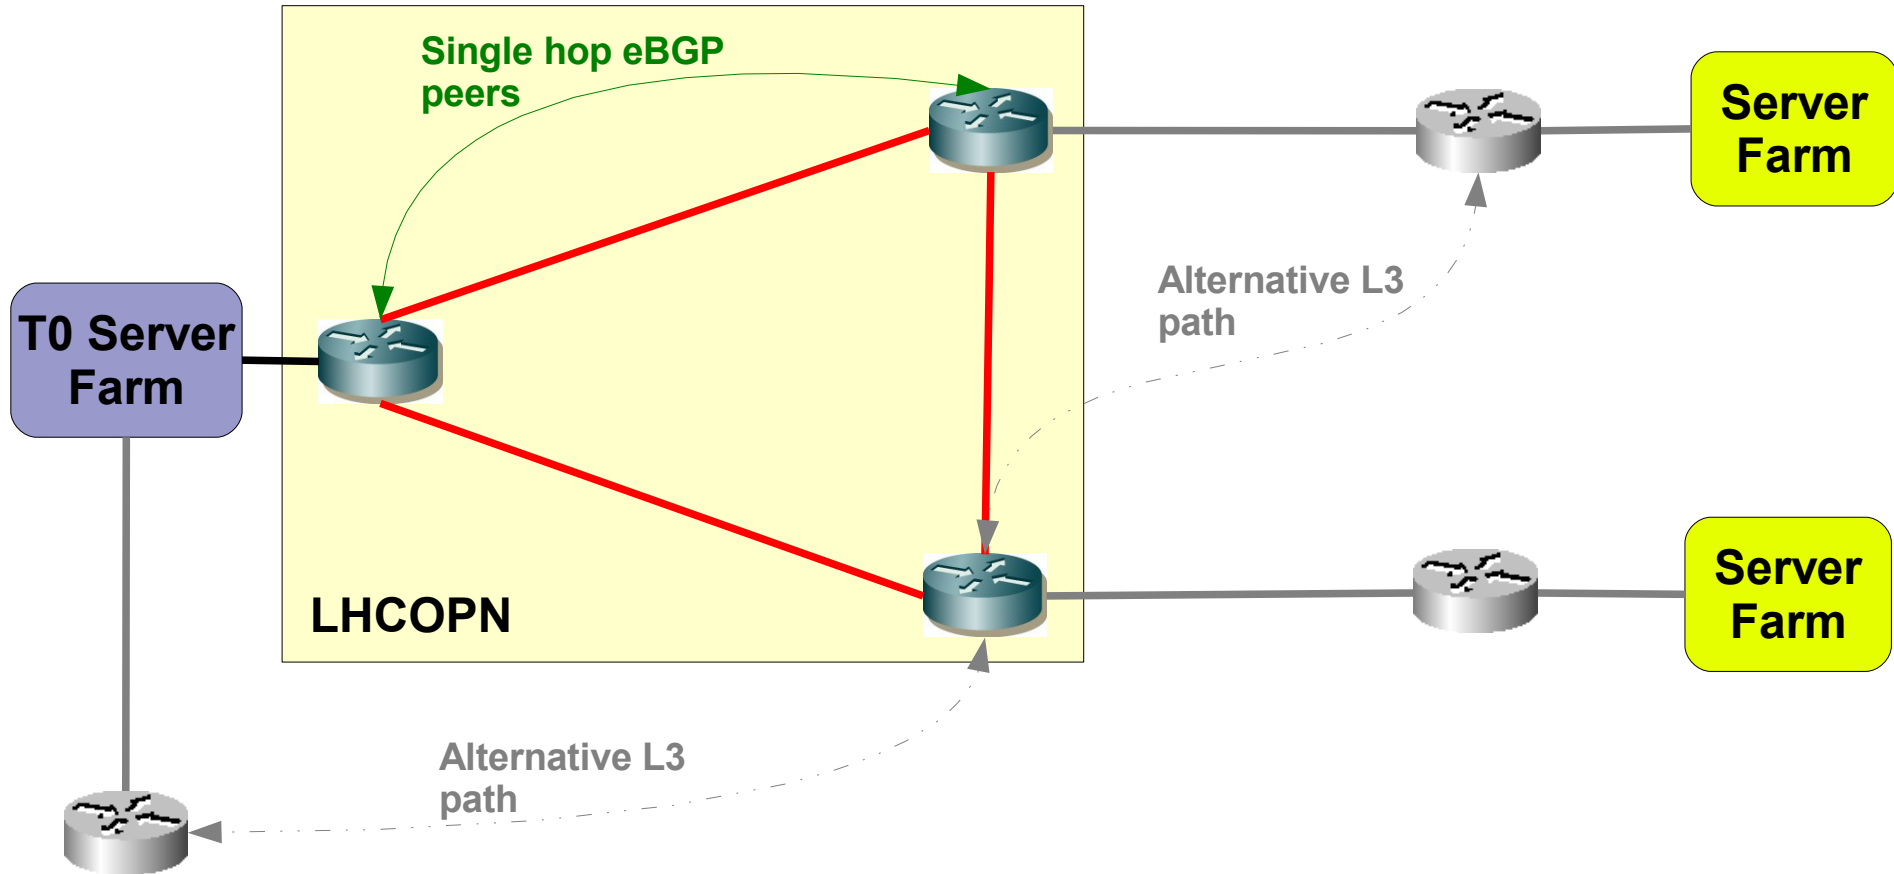 Single hop eBGP
peers
Server
Farm
Alternative L3
path
T0 Server
Farm
LHCOPN
Server
Farm
Alternative L3
path